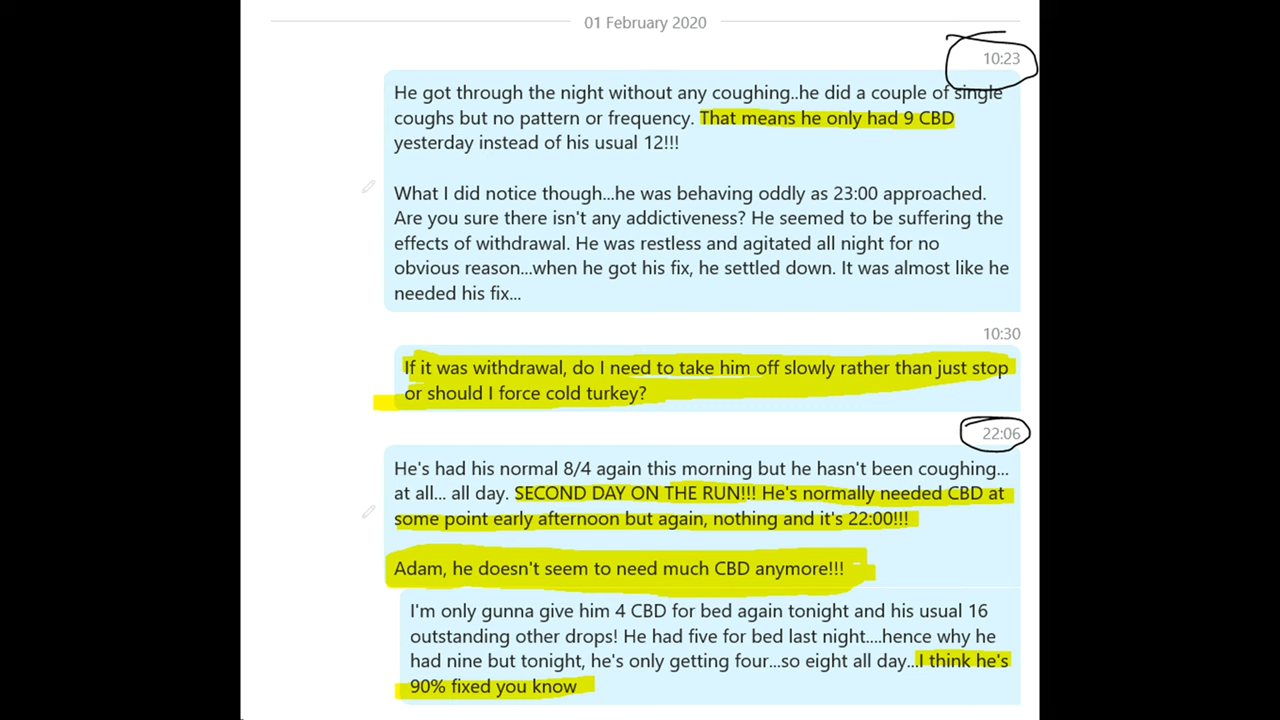 01 February 2020
10:23
He got through the night without any coughing..he did a couple of single
coughs but no pattern or frequency. That means he only had 9 CBD
yesterday instead of his usual 12!!!
What I did notice though...he was behaving oddly as 23:00 approached.
Are you sure there isn't any addictiveness? He seemed to be suffering the
effects of withdrawal. He was restless and agitated all night for no
obvious reason...when he got his fix, he settled down. It was almost like he
needed his fix...
10:30
If it was withdrawal, do I need to take him off slowly rather than just stop
or should I force cold turkey?
22:06
He's had his normal 8/4 again this morning but he hasn't been coughing...
at all... all day. SECOND DAY ON THE RUN!!! He's normally needed CBD at
some point early afternoon but again, nothing and it's 22:00!!!
Adam, he doesn't seem to need much CBD anymore!!!
I'm only gunna give him 4 CBD for bed again tonight and his usual 16
outstanding other drops! He had five for bed last night....hence why he
had nine but tonight, he's only getting four...so eight all day...I think he's
90% fixed you know